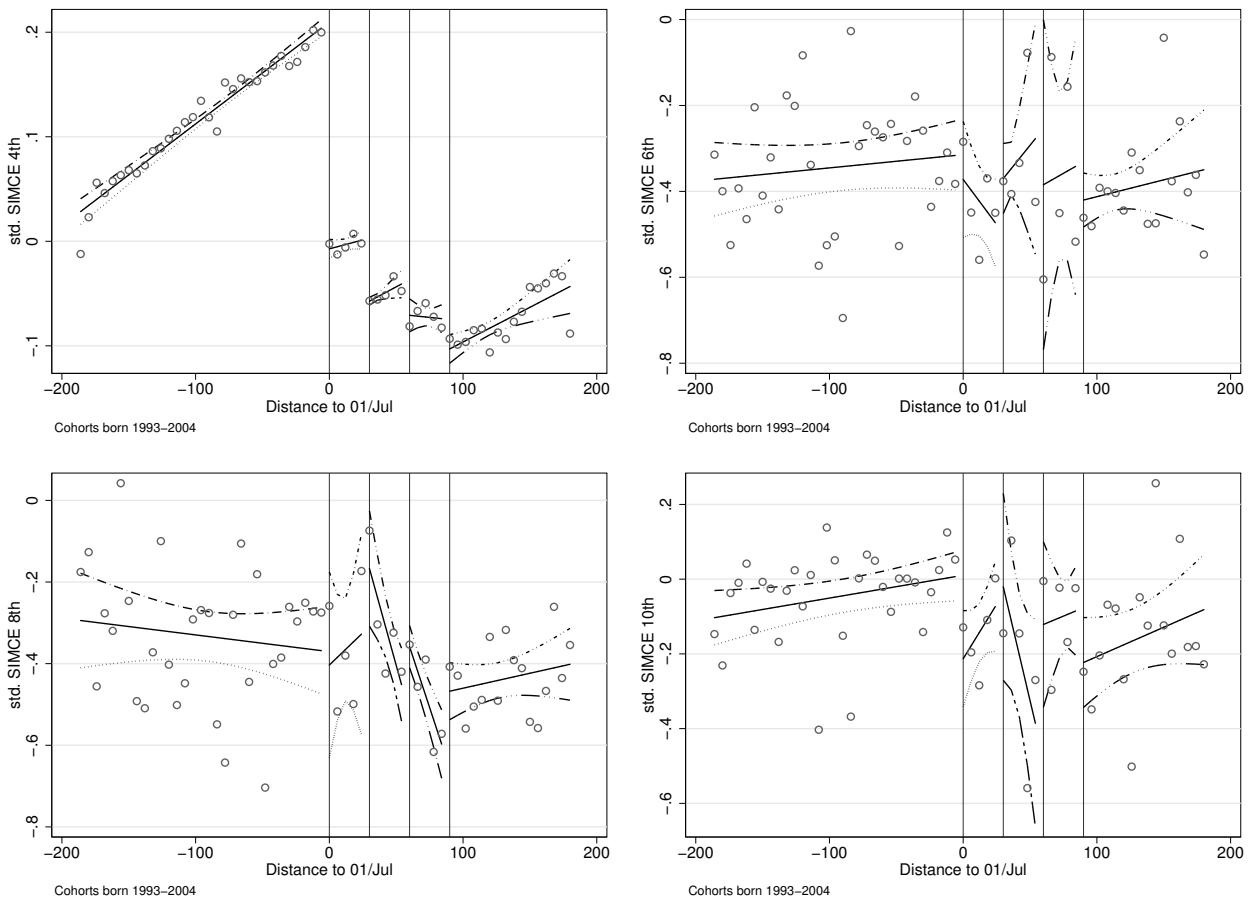 std. SIMCE 4th
.2
.1
0
−.1
−200 −100 0 100 200
Distance to 01/Jul
Cohorts born 1993−2004
std. SIMCE 6th
0
−.2
−.4
−.6
−.8
−200 −100 0 100 200
Distance to 01/Jul
Cohorts born 1993−2004
std. SIMCE 8th
0
−.2
−.4
−.6
−.8
−200 −100 0 100 200
Distance to 01/Jul
Cohorts born 1993−2004
std. SIMCE 10th
.2
0
−.2
−.4
−.6
−200 −100 0 100 200
Distance to 01/Jul
Cohorts born 1993−2004